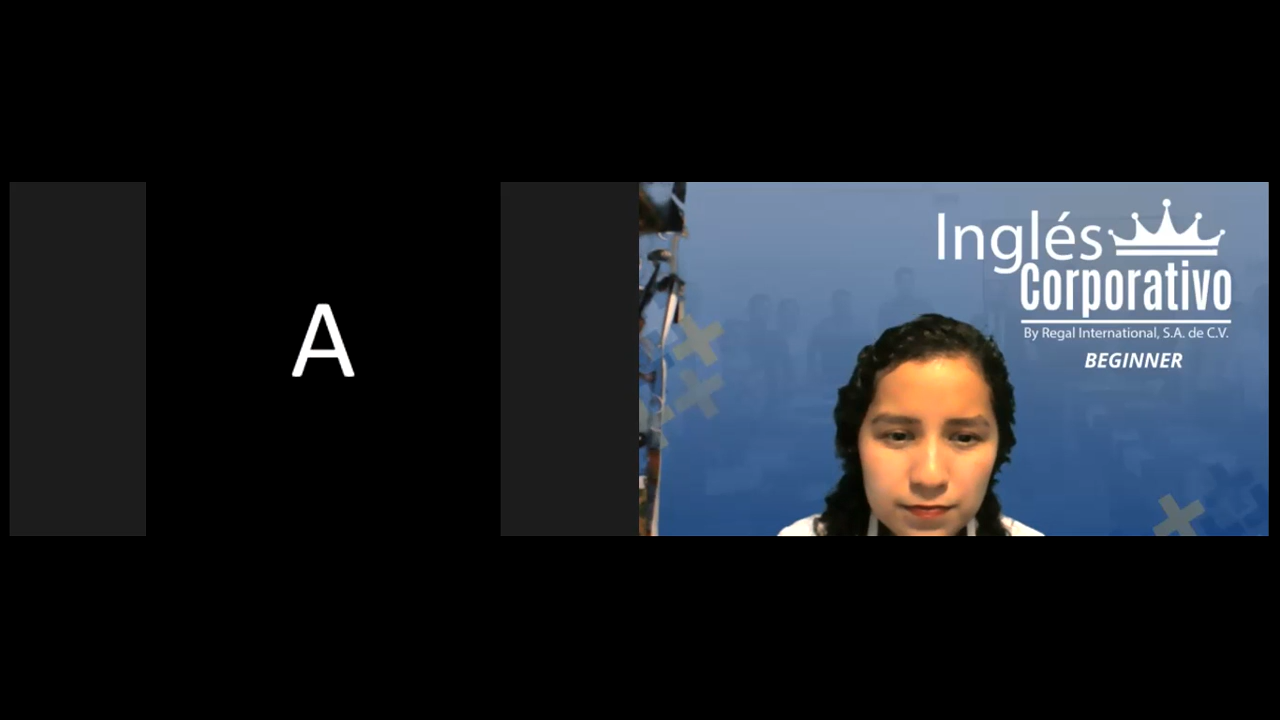 A
Inglés
Corporativo
By Regal International, S.A. de C.V.
BEGINNER